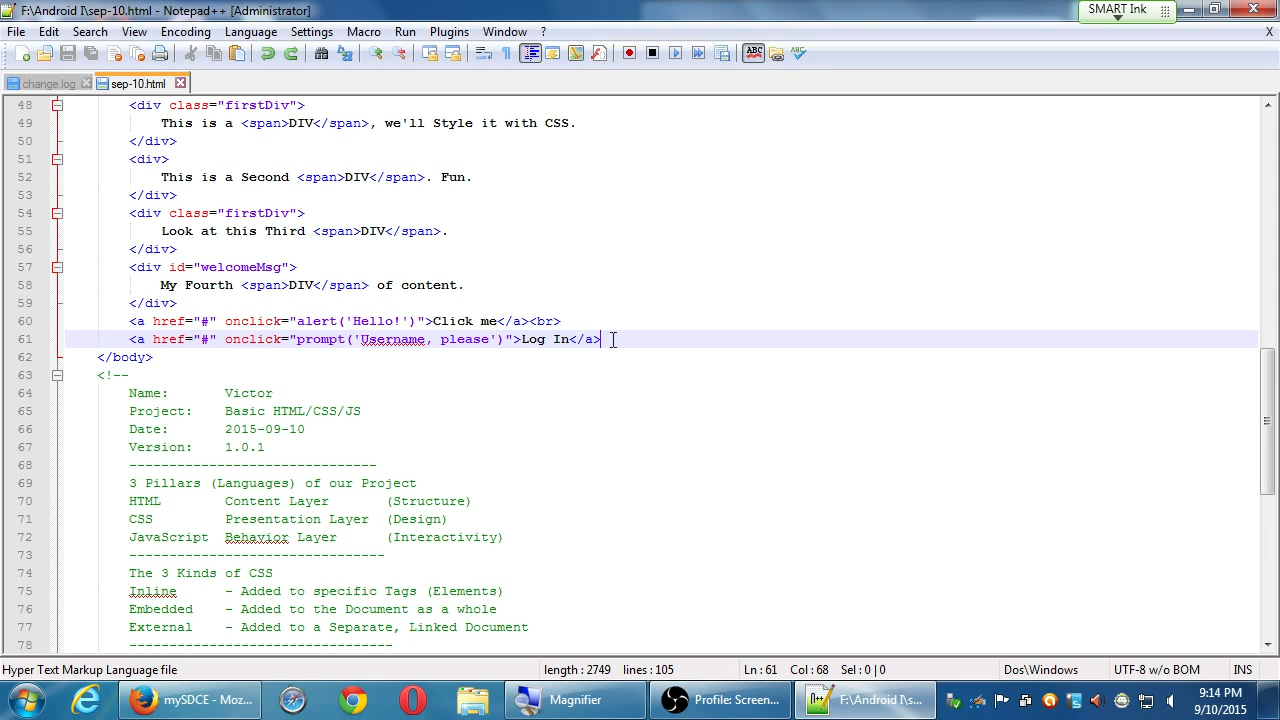 F:\Android I\sep-10.html - Notepad++ [Administrator]
SMART Ink
File Edit Search View Encoding Language Settings Macro Run Plugins Window ? X
change.log sep-10.html
48 <div class="firstDiv">
49 This is a <span>DIV</span>, we'll Style it with CSS.
50 </div>
51 <div>
52 This is a Second <span>DIV</span>. Fun.
53 </div>
54 <div class="firstDiv">
55 Look at this Third <span>DIV</span>.
56 </div>
57 <div id="welcomeMsg">
58 My Fourth <span>DIV</span> of content.
59 </div>
60 <a href="#" onclick="alert('Hello!')">Click me</a><br>
61 <a href="#" onclick="prompt('Username, please')">Log In</a>
62 </body>
63 <!--
64 Name: Victor
65 Project: Basic HTML/CSS/JS
66 Date: 2015-09-10
67 Version: 1.0.1
68 -------------------------------
69 3 Pillars (Languages) of our Project
70 HTML Content Layer (Structure)
71 CSS Presentation Layer (Design)
72 JavaScript Behavior Layer (Interactivity)
73 --------------------------------
74 The 3 Kinds of CSS
75 Inline - Added to specific Tags (Elements)
76 Embedded - Added to the Document as a whole
77 External - Added to a Separate, Linked Document
78 ---------------------------------
Hyper Text Markup Language file length : 2749 lines : 105 Ln : 61 Col : 68 Sel : 0 | 0 Dos\Windows UTF-8 w/o BOM INS
mySDCE - Moz... Magnifier Profile: Screen... F:\Android I\s... 9:14 PM
9/10/2015